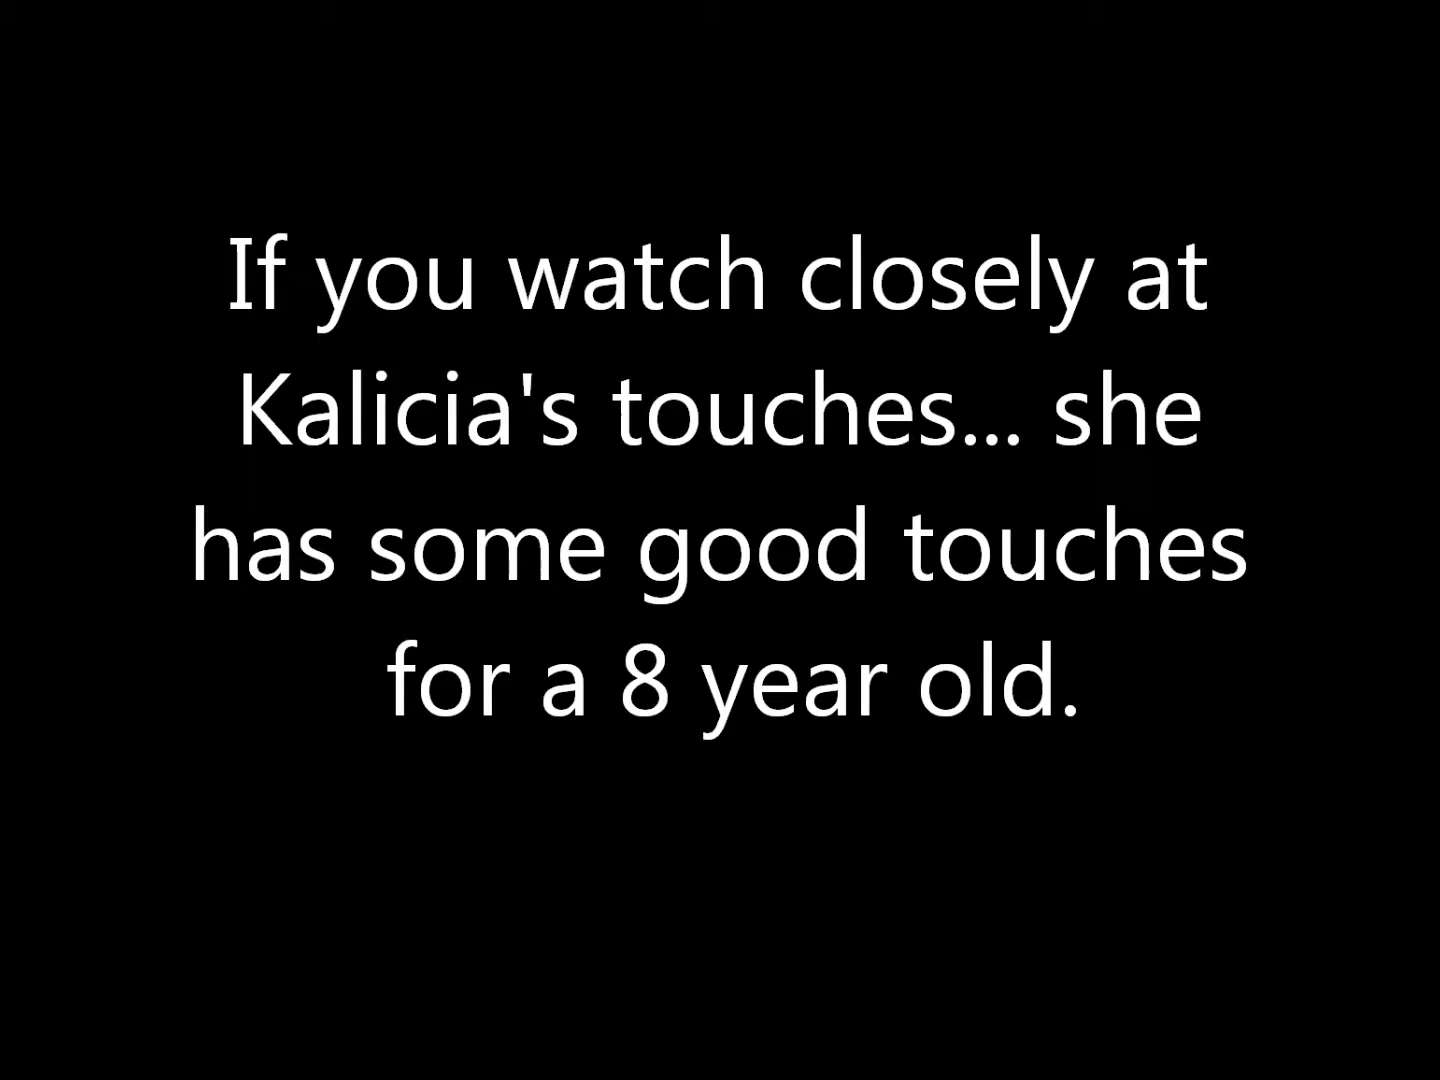 If you watch closely at
Kalicia's touches... she
has some good touches
for a 8 year old.